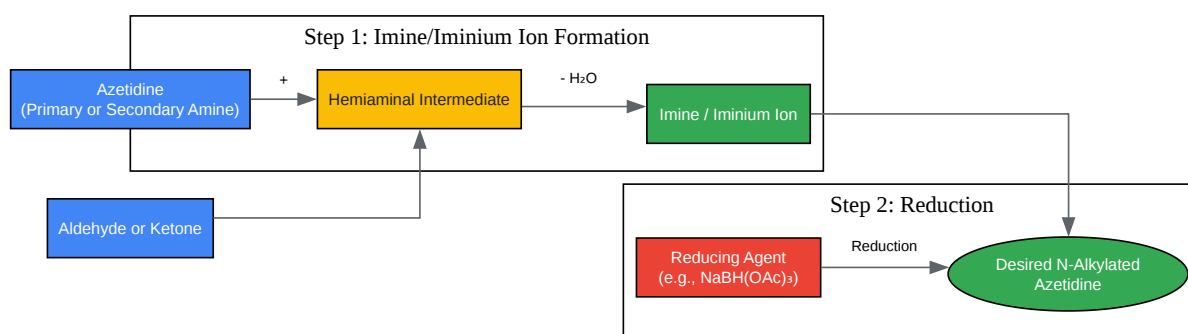 Step 1: Imine/Iminium Ion Formation
Azetidine
(Primary or Secondary Amine)
+
Hemiaminal Intermediate
- H₂O
Imine / Iminium Ion
Aldehyde or Ketone
Step 2: Reduction
Reducing Agent
(e.g., NaBH(OAc)₃)
Reduction
Desired N-Alkylated
Azetidine